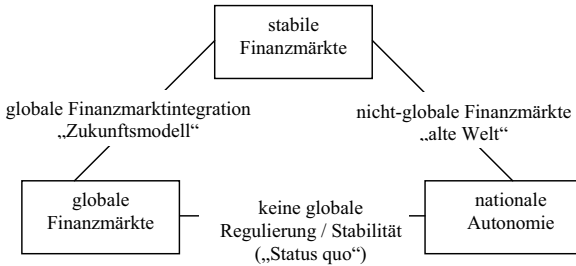 stabile
Finanzmärkte
globale Finanzmarktintegration
„Zukunftsmodell“
nicht-globale Finanzmärkte
„alte Welt“
globale
Finanzmärkte
keine globale
Regulierung / Stabilität
(„Status quo“)
nationale
Autonomie